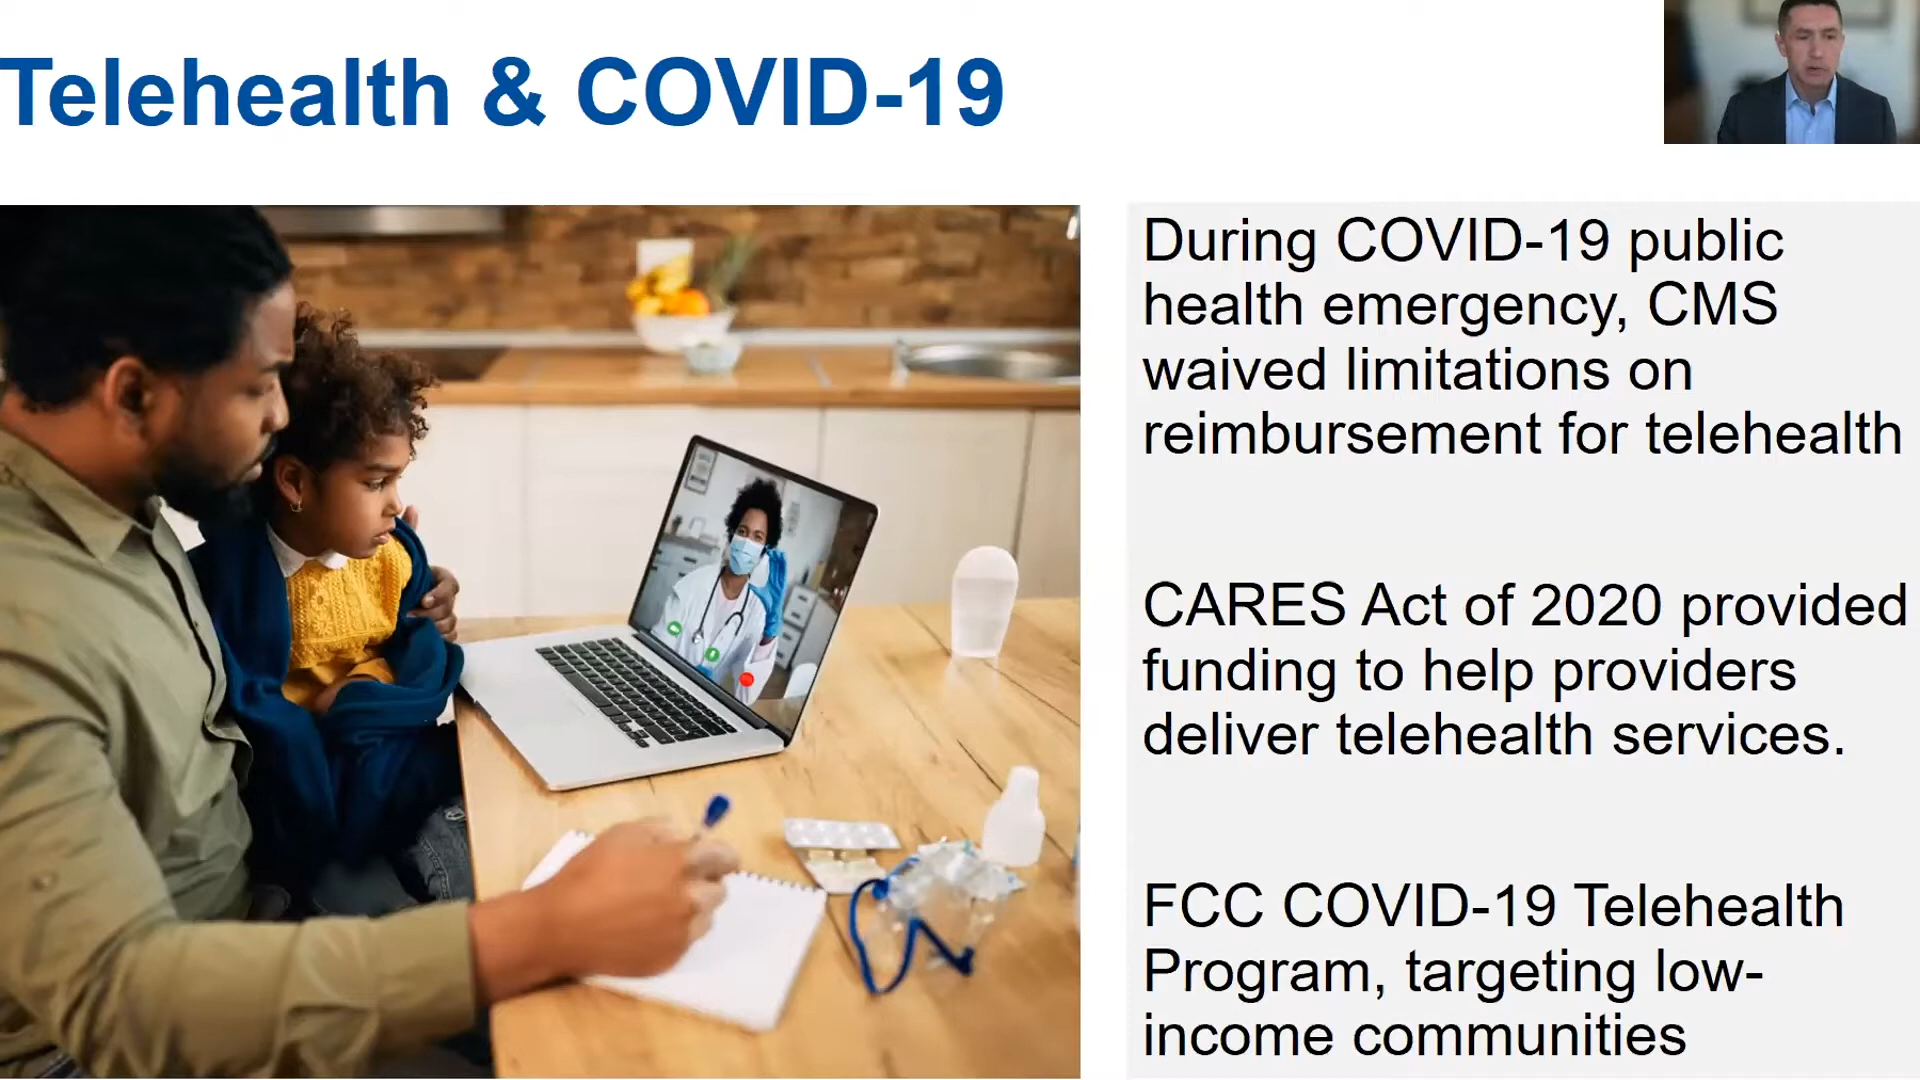 Telehealth & COVID-19
During COVID-19 public
health emergency, CMS
waived limitations on
reimbursement for telehealth
CARES Act of 2020 provided
funding to help providers
deliver telehealth services.
FCC COVID-19 Telehealth
Program, targeting low-
income communities